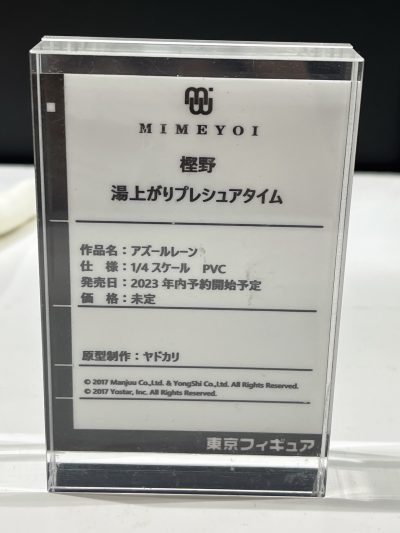 MIMEYOI
樫野
湯上がりプレシュアタイム
作品名：アズールレーン
仕　様：1/4 スケール　PVC
発売日：2023 年内予約開始予定
価　格：未定
原型制作：ヤドカリ
© 2017 Manjuu Co.,Ltd. & YongShi Co.,Ltd. All Rights Reserved.
© 2017 Yostar, Inc. All Rights Reserved.
東京フィギュア